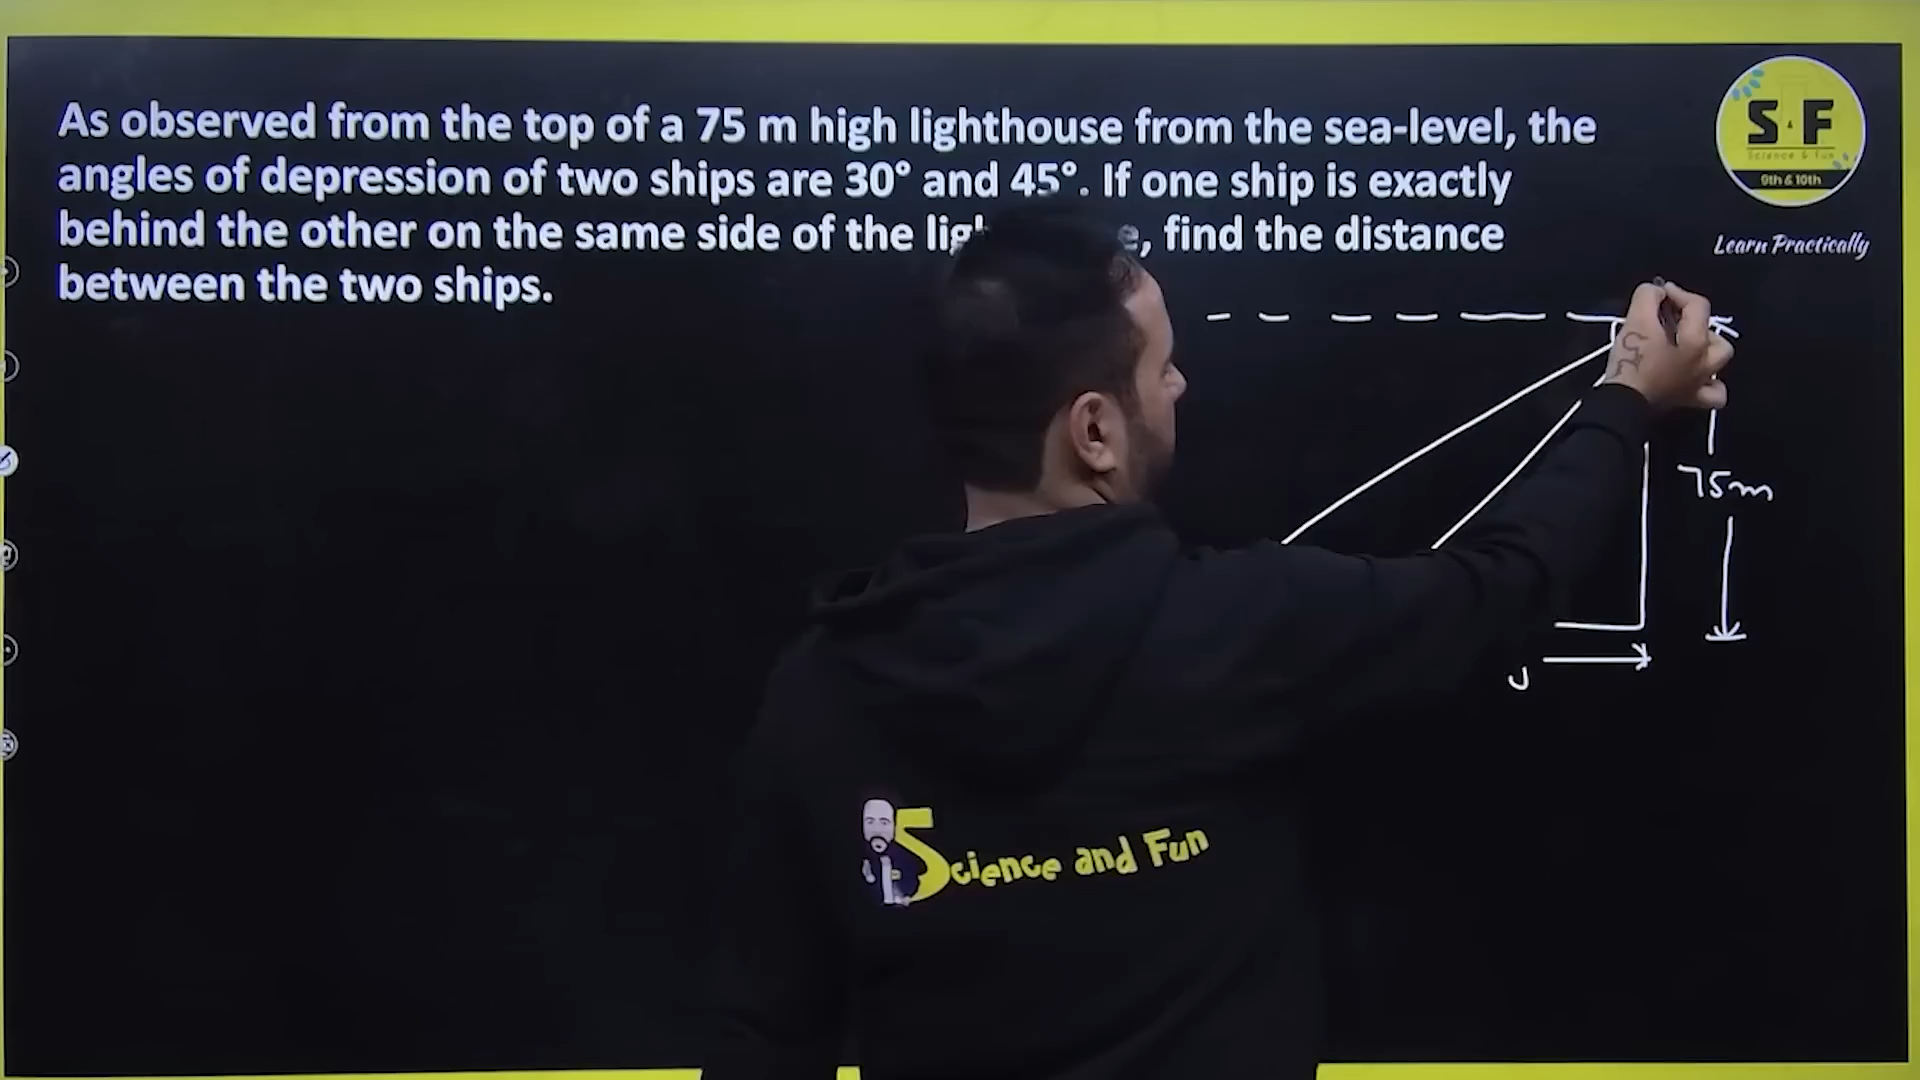 As observed from the top of a 75 m high lighthouse from the sea-level, the
angles of depression of two ships are 30° and 45°. If one ship is exactly
behind the other on the same side of the , find the distance
between the two ships.
S & F
Science & Fun
9th & 10th
Learn Practically
75m
Science and Fun